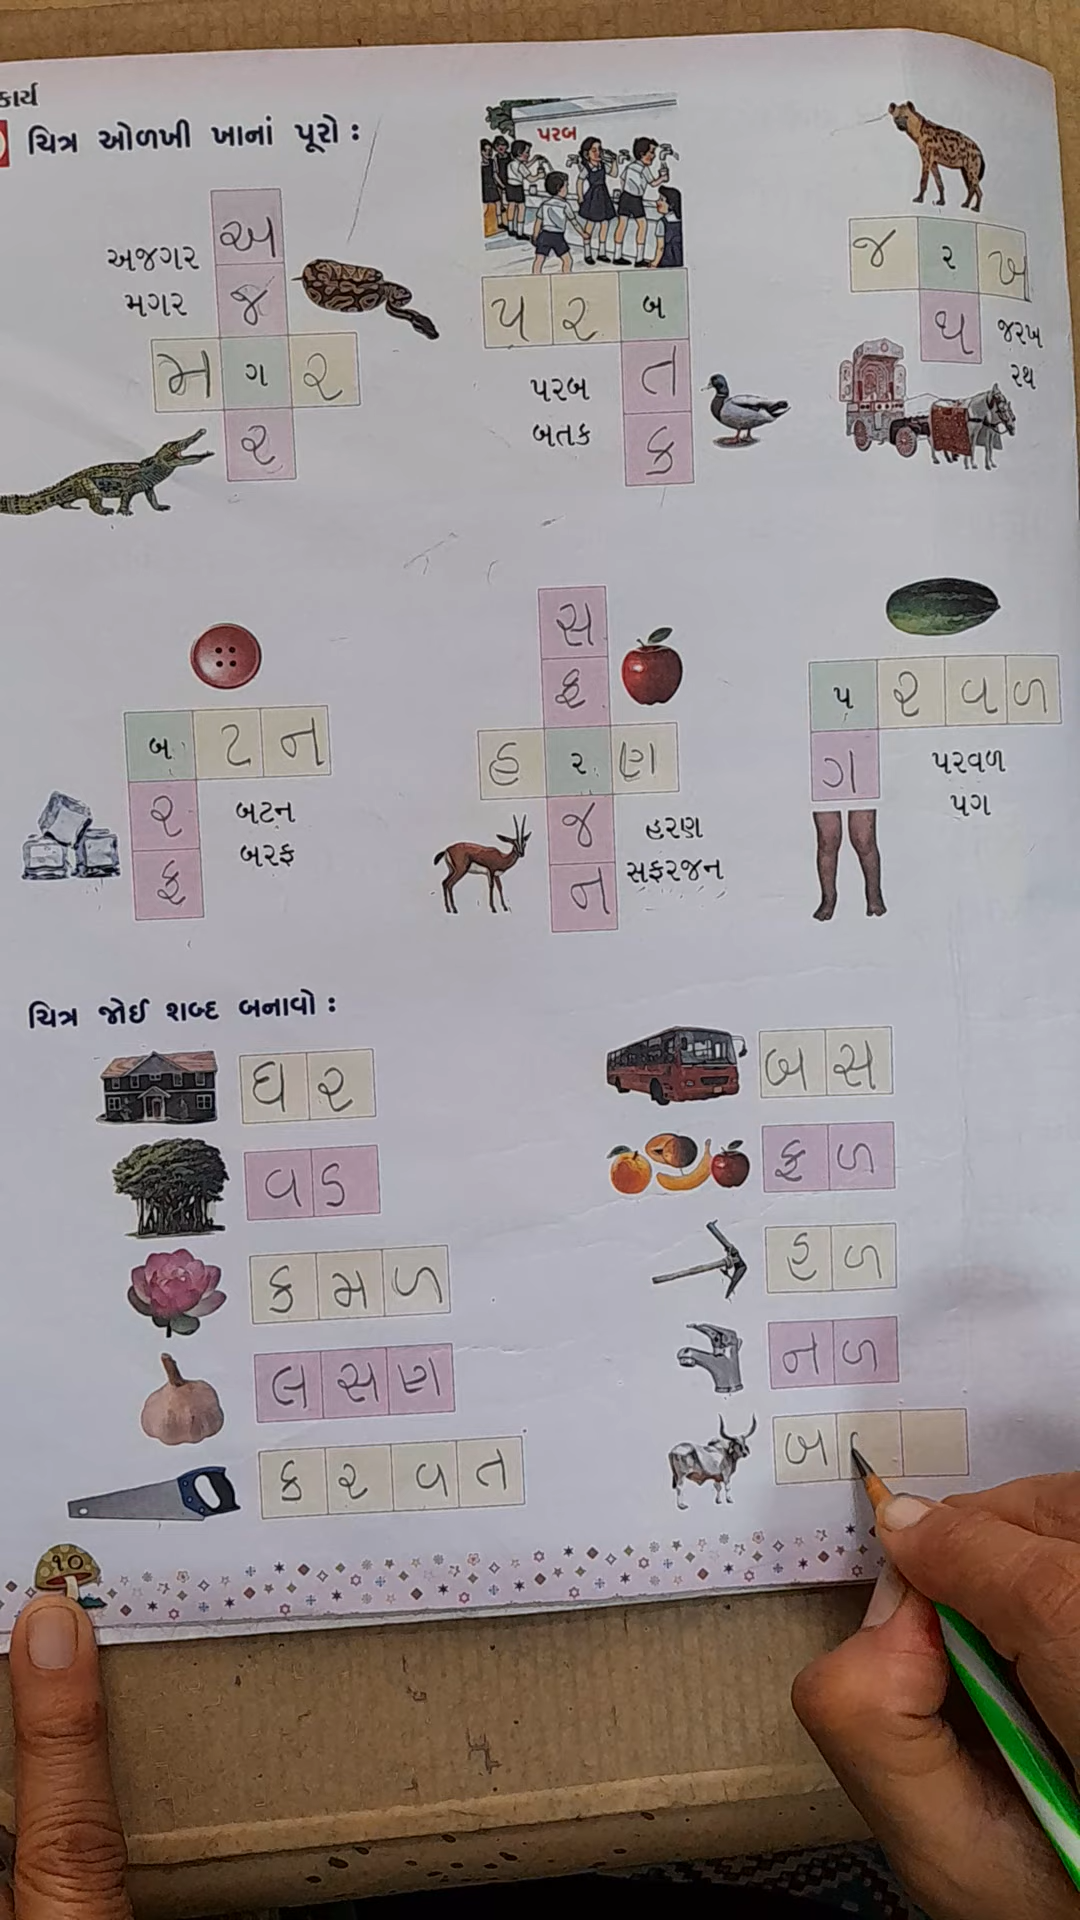 કાર્ય
ચિત્ર ઓળખી ખાનાં પૂરો :
અજગર
મગર
અ
જ
મ ગ ર
ર
પરબ
પ ર બ
ત
ક
પરબ
બતક
જ ર ખ
થ
જરખ
રથ
બ ટ ન
ર
ફ
બટન
બરફ
સ
ફ
હ ર ણ
જ
ન
હરણ
સફરજન
પ ર વ ળ
ગ
પરવળ
પગ
ચિત્ર જોઈ શબ્દ બનાવો :
ઘ ર
બ સ
વ ડ
ફ ળ
ક મ ળ
હ ળ
લ સ ણ
ન ળ
ક ર વ ત
બ
૧૦